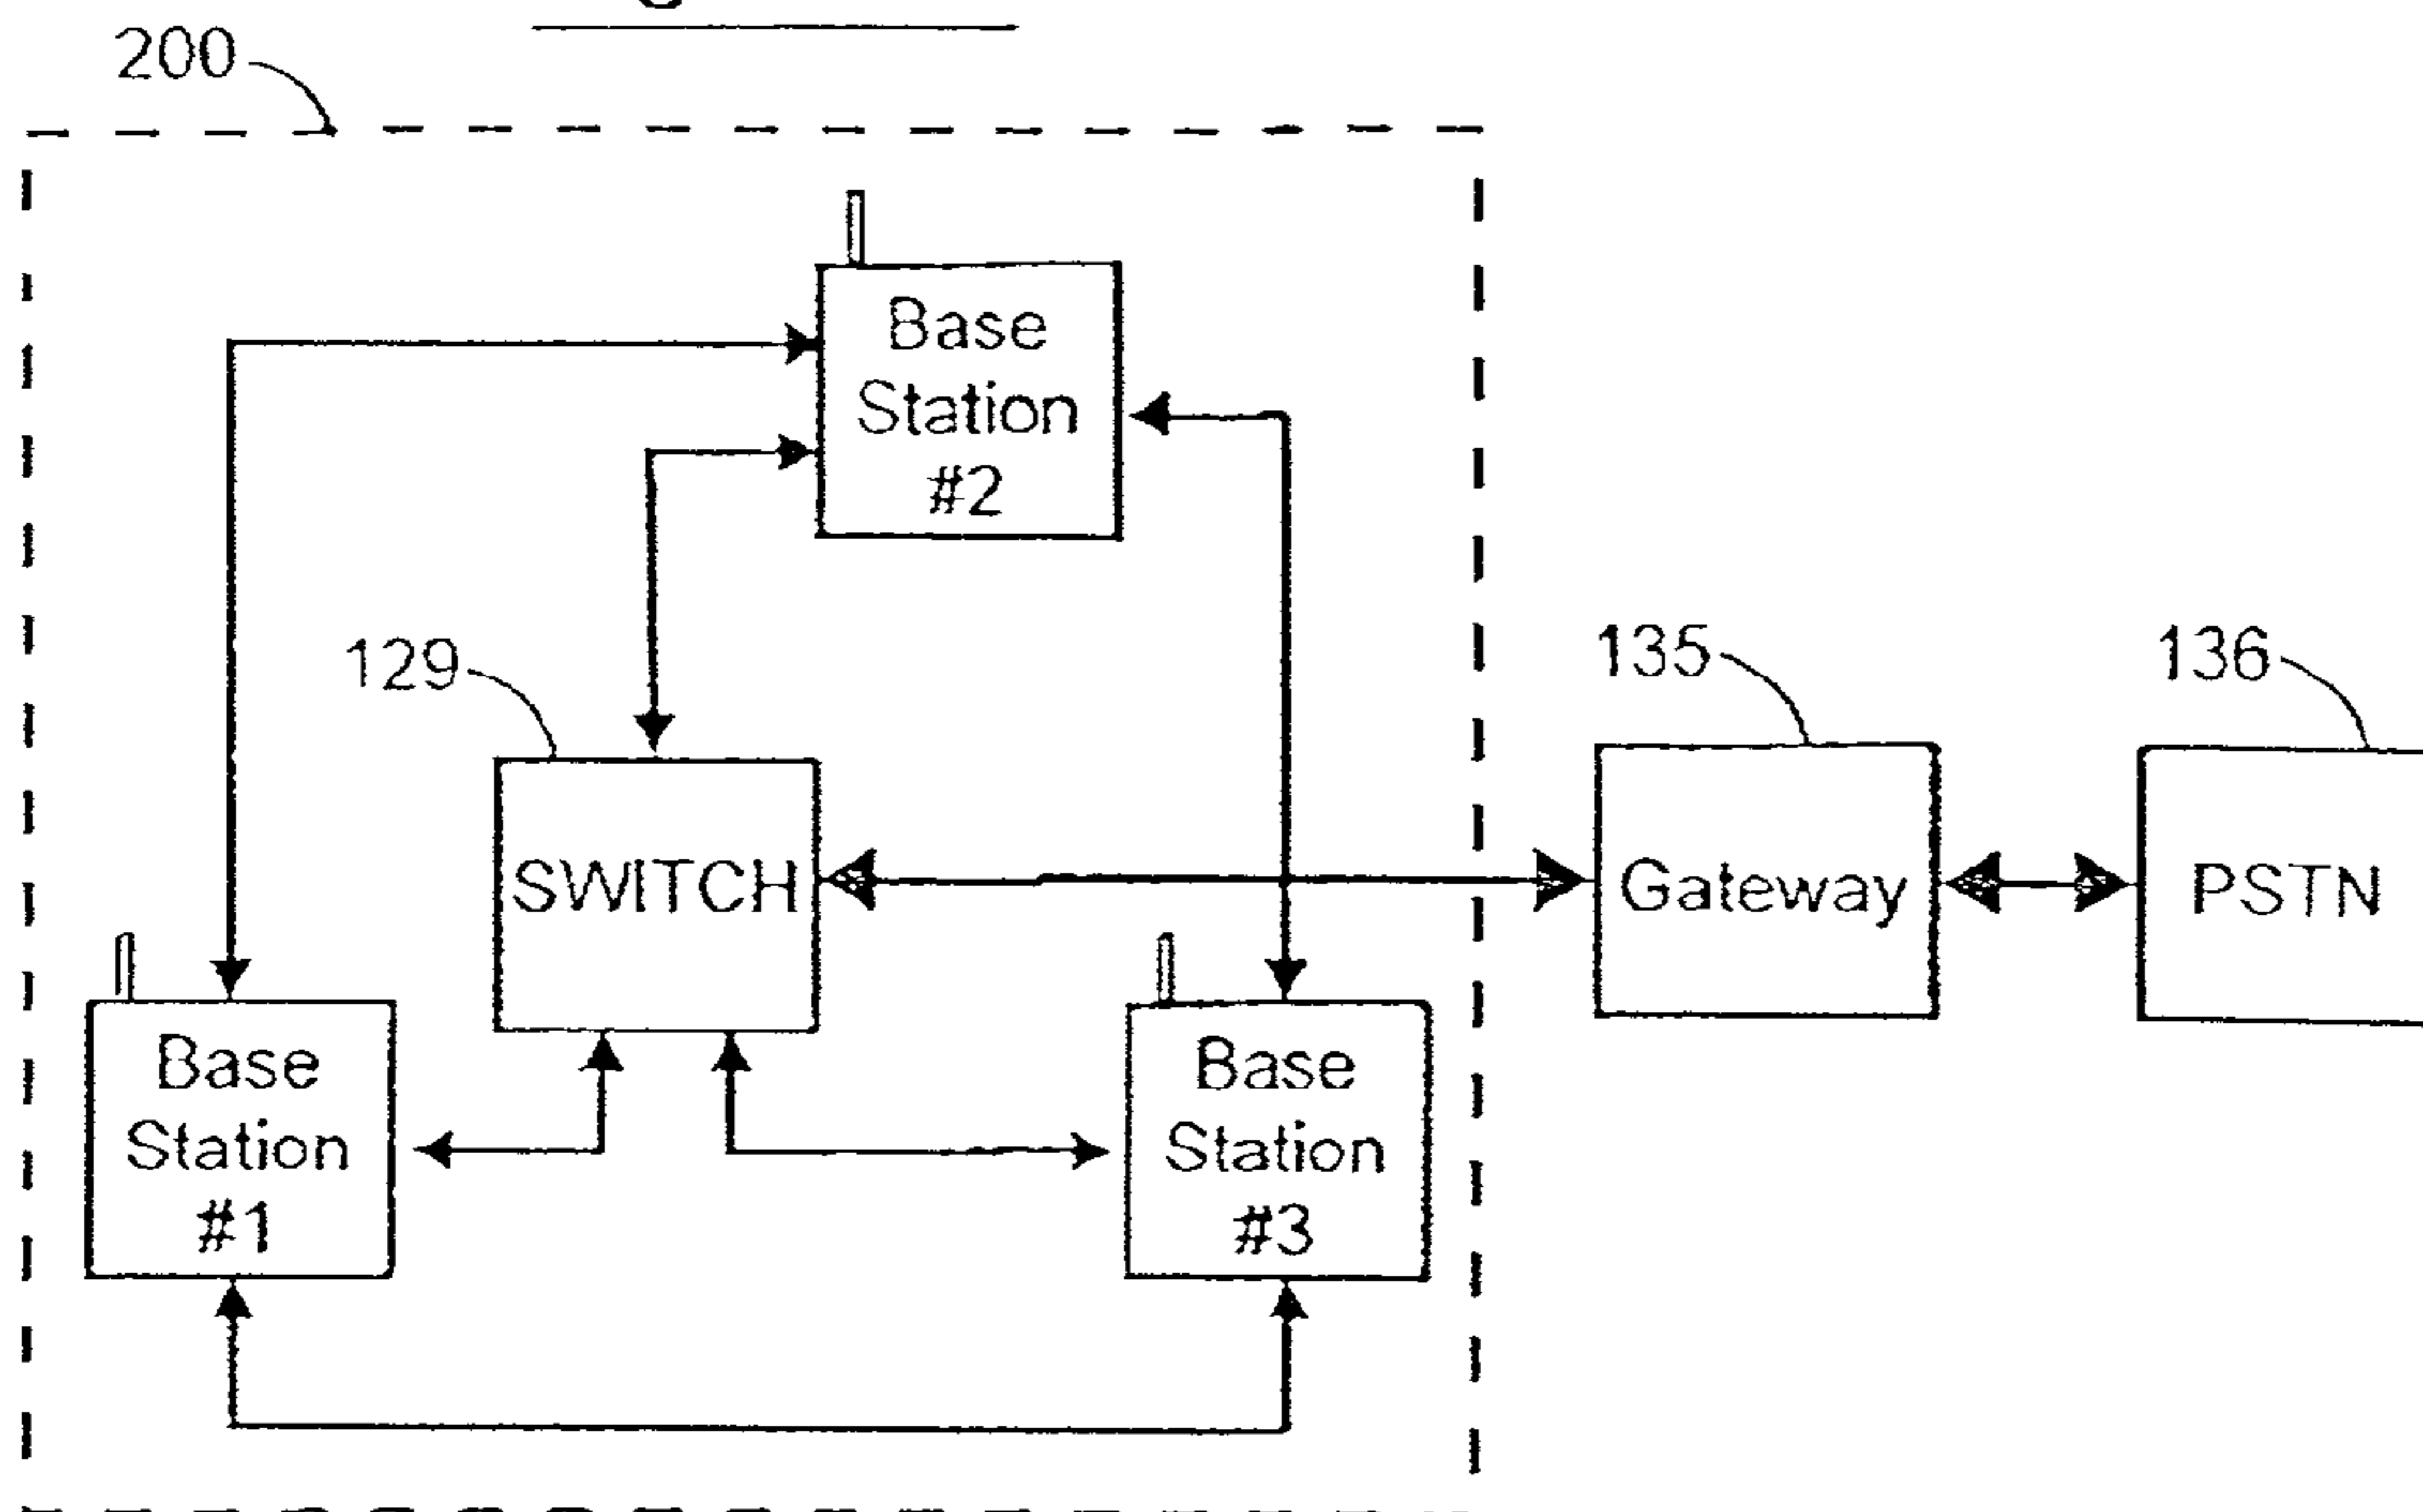 200
Base
Station
#2
129
135
136
SWITCH
Gateway
PSTN
Base
Station
#1
Base
Station
#3